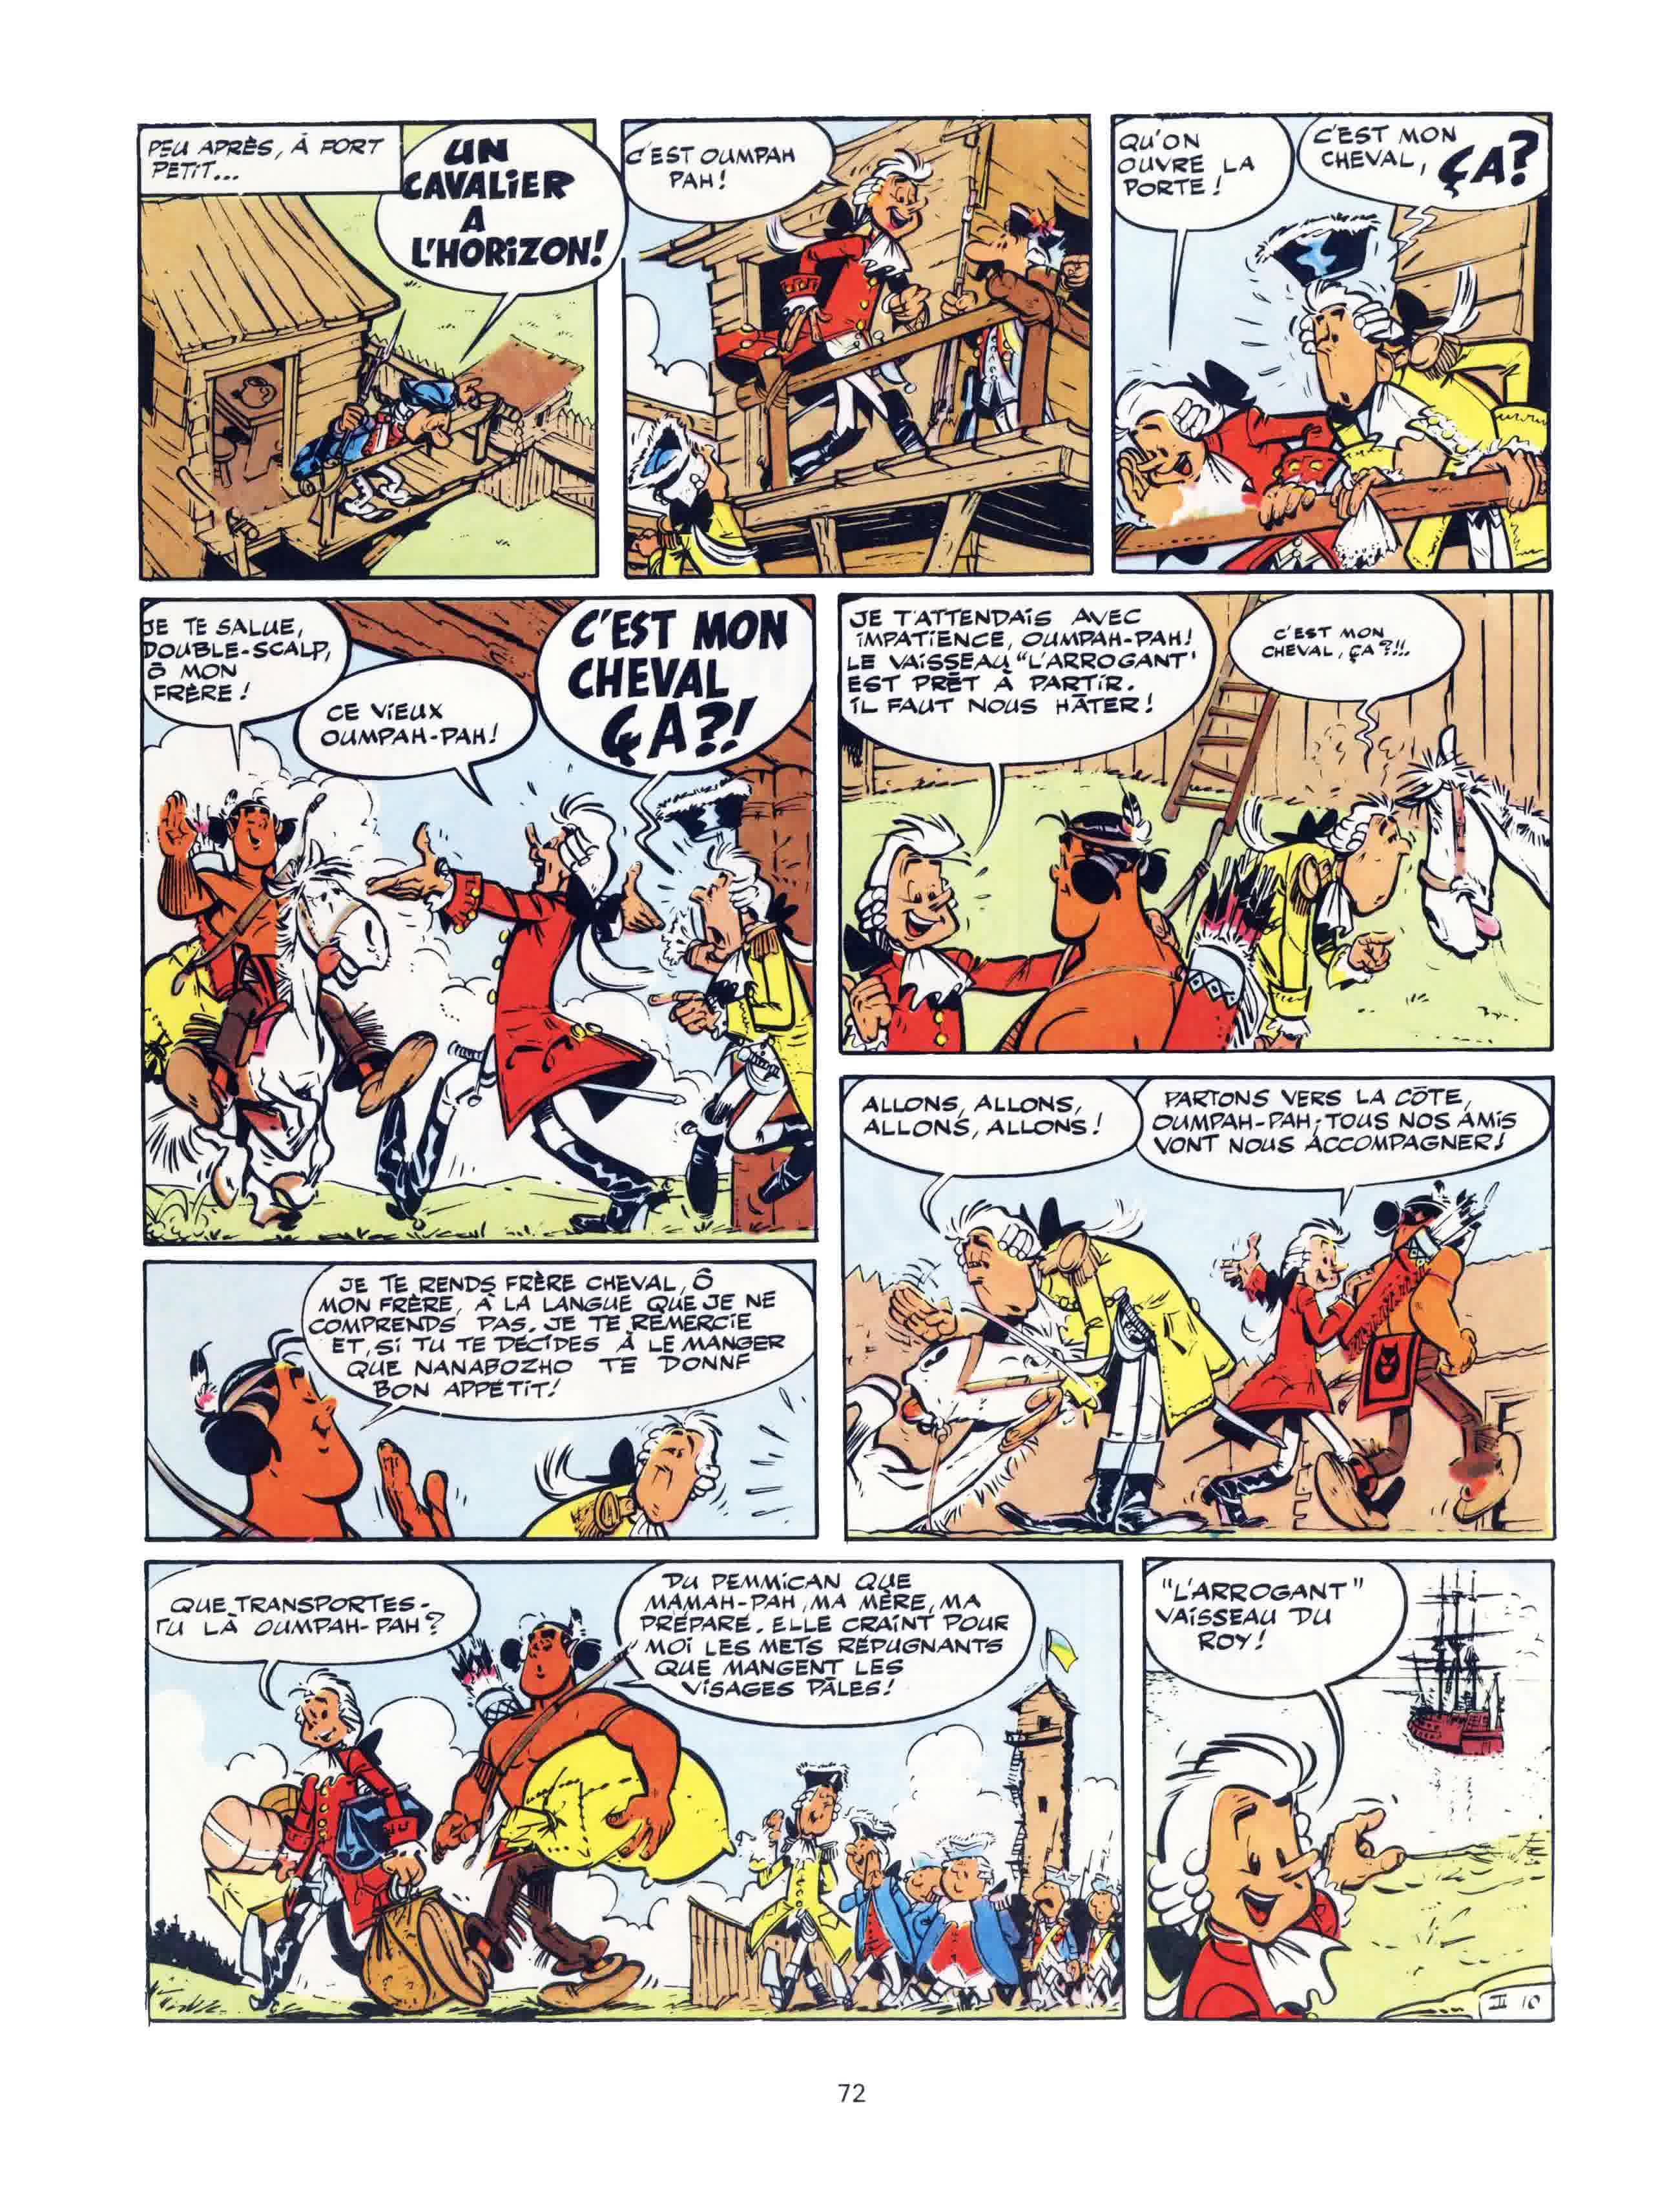 PEU APRÈS, À FORT
PETIT...
UN
CAVALIER
A
L'HORIZON!
C'EST OUMPAH
PAH!
QU'ON
OUVRE LA
PORTE!
C'EST MON
CHEVAL, ÇA?
JE TE SALUE,
DOUBLE-SCALP,
Ô MON
FRÈRE!
CE VIEUX
OUMPAH-PAH!
C'EST MON
CHEVAL
ÇA?!
JE T'ATTENDAIS AVEC
IMPATIENCE, OUMPAH-PAH!
LE VAISSEAU "L'ARROGANT'
EST PRÊT À PARTIR.
IL FAUT NOUS HÂTER!
C'EST MON
CHEVAL, ÇA?!!.
JE TE RENDS FRÈRE CHEVAL, Ô
MON FRÈRE, À LA LANGUE QUE JE NE
COMPRENDS PAS. JE TE REMERCIE
ET, SI TU TE DÉCIDES À LE MANGER
QUE NANABOZHO TE DONNE
BON APPÉTIT!
ALLONS, ALLONS,
ALLONS, ALLONS!
PARTONS VERS LA CÔTE,
OUMPAH-PAH; TOUS NOS AMIS
VONT NOUS ACCOMPAGNER!
QUE TRANSPORTES-
TU LÀ OUMPAH-PAH?
DU PEMMICAN QUE
MAMAH-PAH, MA MÈRE, M'A
PRÉPARÉ. ELLE CRAINT POUR
MOI LES METS RÉPUGNANTS
QUE MANGENT LES
VISAGES PÂLES!
"L'ARROGANT"
VAISSEAU DU
ROY!
II 10
72